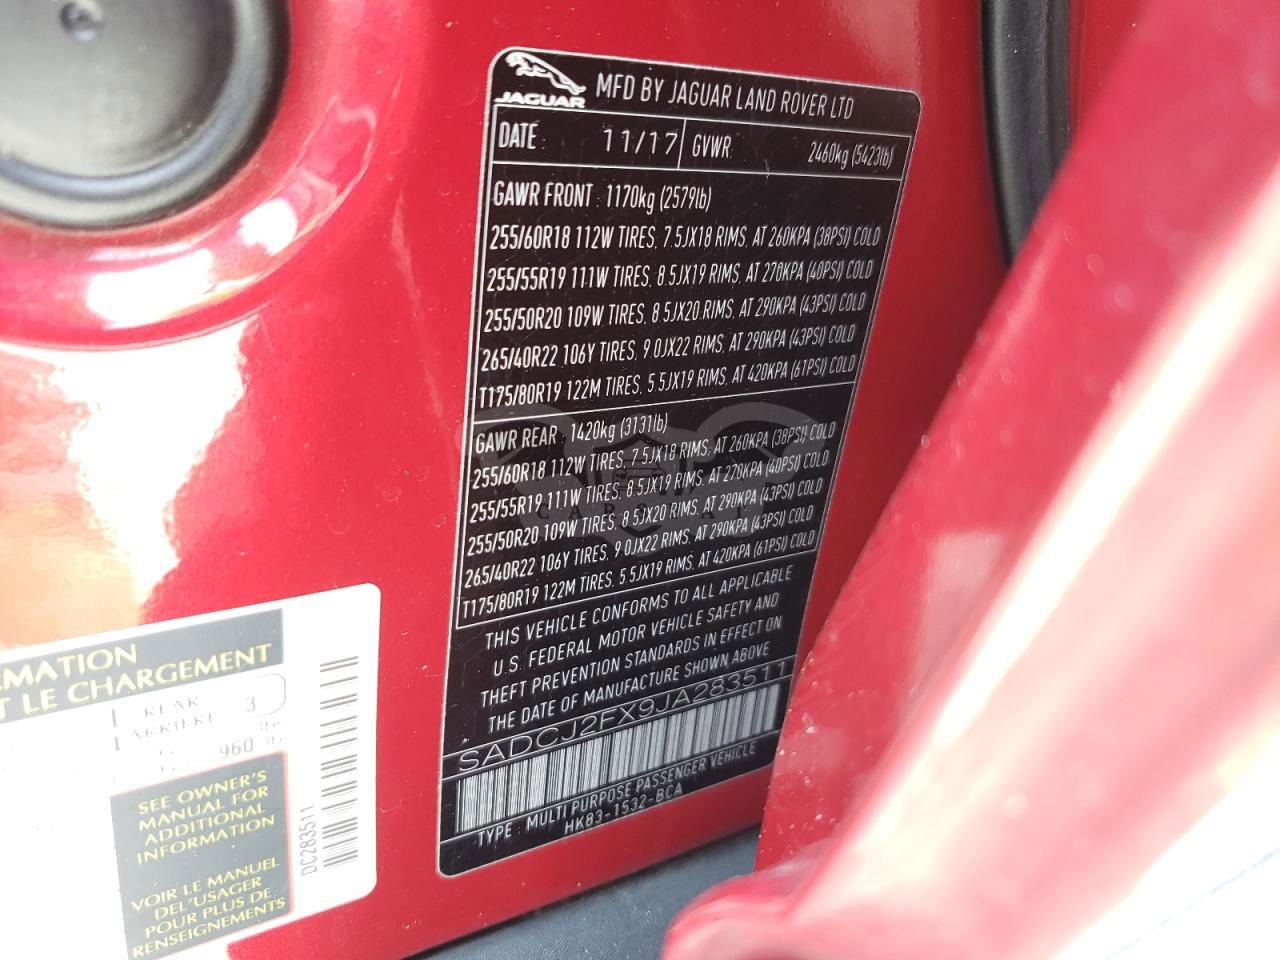 JAGUAR
MFD BY JAGUAR LAND ROVER LTD
DATE : 11/17 GVWR: 2460kg (5423lb)
GAWR FRONT : 1170kg (2579lb)
255/60R18 112W TIRES, 7.5JX18 RIMS, AT 260KPA (38PSI) COLD
255/55R19 111W TIRES, 8.5JX19 RIMS, AT 270KPA (40PSI) COLD
255/50R20 109W TIRES, 8.5JX20 RIMS, AT 290KPA (43PSI) COLD
265/40R22 106Y TIRES, 9.0JX22 RIMS, AT 290KPA (43PSI) COLD
T175/80R19 122M TIRES, 5.5JX19 RIMS, AT 420KPA (61PSI) COLD
GAWR REAR : 1420kg (3131lb)
255/60R18 112W TIRES, 7.5JX18 RIMS, AT 260KPA (38PSI) COLD
255/55R19 111W TIRES, 8.5JX19 RIMS, AT 270KPA (40PSI) COLD
255/50R20 109W TIRES, 8.5JX20 RIMS, AT 290KPA (43PSI) COLD
265/40R22 106Y TIRES, 9.0JX22 RIMS, AT 290KPA (43PSI) COLD
T175/80R19 122M TIRES, 5.5JX19 RIMS, AT 420KPA (61PSI) COLD
THIS VEHICLE CONFORMS TO ALL APPLICABLE
U.S. FEDERAL MOTOR VEHICLE SAFETY AND
THEFT PREVENTION STANDARDS IN EFFECT ON
THE DATE OF MANUFACTURE SHOWN ABOVE
SADCJ2FX9JA283511
TYPE : MULTI PURPOSE PASSENGER VEHICLE
HK83-1532-BCA
RMATION
T LE CHARGEMENT
REAR
ARRIERE 3
960 lb
SEE OWNER'S
MANUAL FOR
ADDITIONAL
INFORMATION
VOIR LE MANUEL
DEL'USAGER
POUR PLUS DE
RENSEIGNEMENTS
DC283511